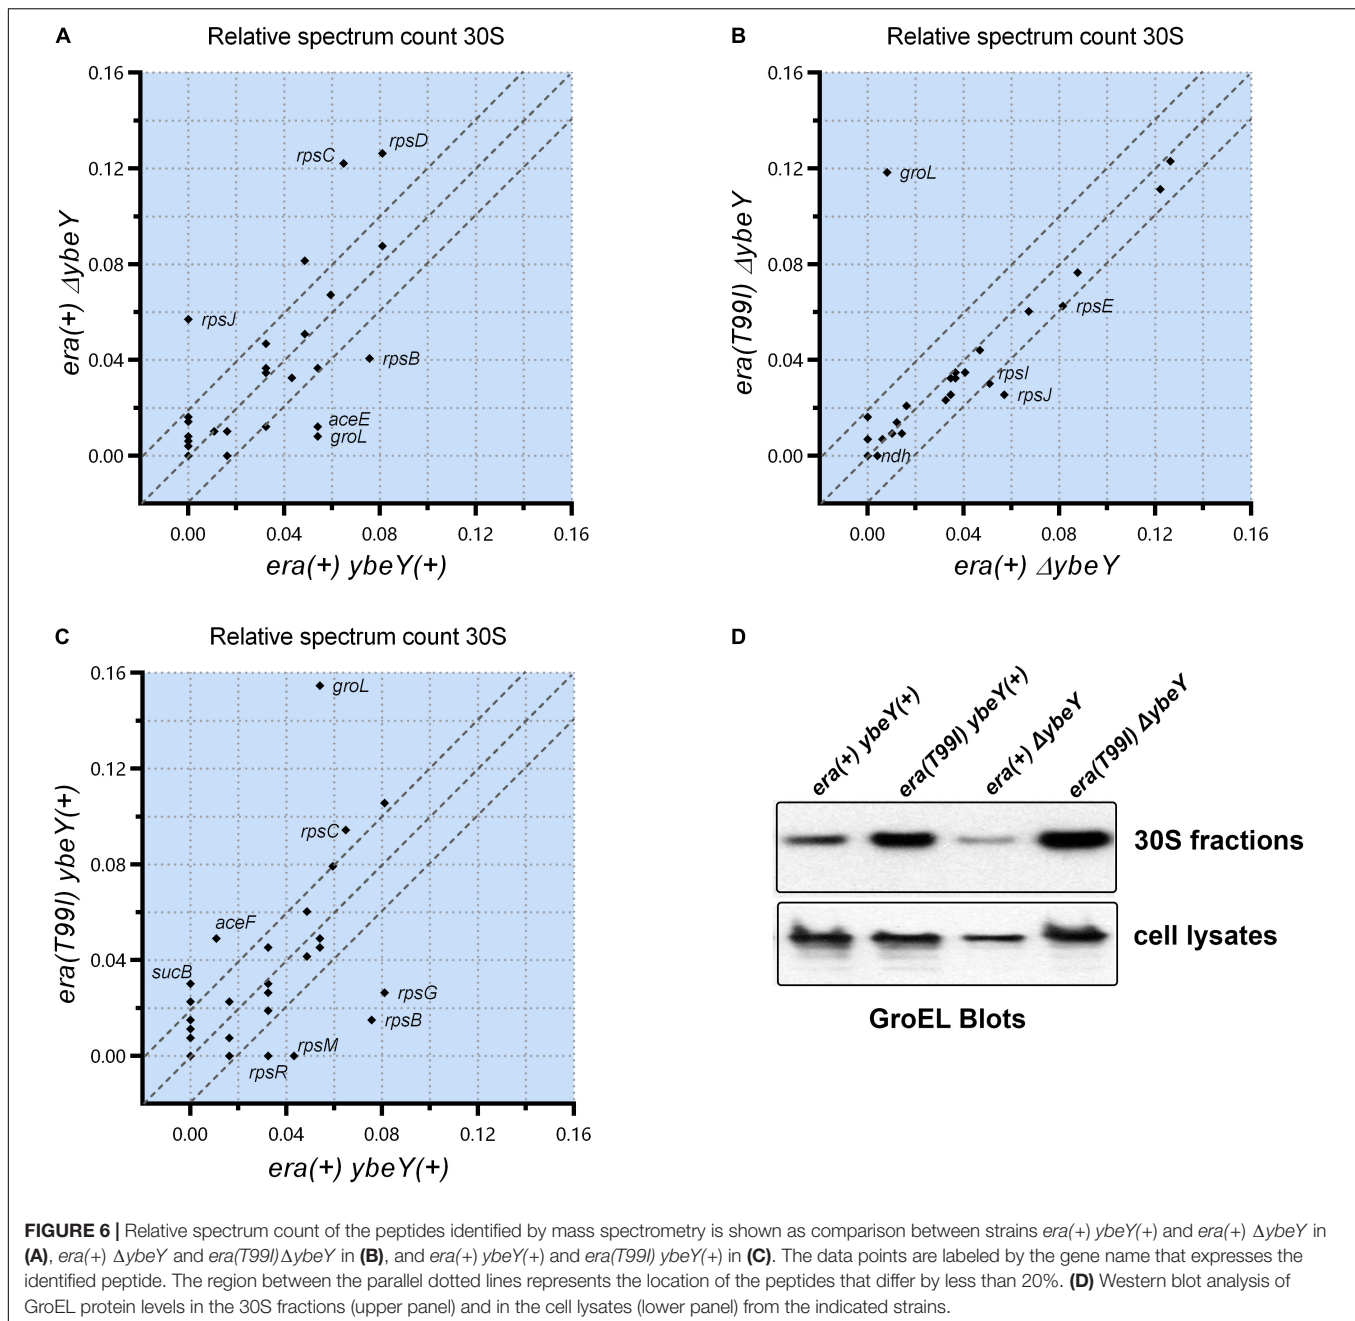 A
Relative spectrum count 30S
0.16
0.12
0.08
0.04
0.00
era(+) ΔybeY
rpsC
rpsD
rpsJ
rpsB
aceE
groL
0.00 0.04 0.08 0.12 0.16
era(+) ybeY(+)
B
Relative spectrum count 30S
0.16
0.12
0.08
0.04
0.00
era(T99I) ΔybeY
groL
rpsE
rpsI
rpsJ
ndh
0.00 0.04 0.08 0.12 0.16
era(+) ΔybeY
C
Relative spectrum count 30S
0.16
0.12
0.08
0.04
0.00
era(T99I) ybeY(+)
groL
rpsC
aceF
sucB
rpsG
rpsB
rpsM
rpsR
0.00 0.04 0.08 0.12 0.16
era(+) ybeY(+)
D
era(+) ybeY(+)
era(T99I) ybeY(+)
era(+) ΔybeY
era(T99I) ΔybeY
30S fractions
cell lysates
GroEL Blots
FIGURE 6 | Relative spectrum count of the peptides identified by mass spectrometry is shown as comparison between strains era(+) ybeY(+) and era(+) ΔybeY in
(A), era(+) ΔybeY and era(T99I)ΔybeY in (B), and era(+) ybeY(+) and era(T99I) ybeY(+) in (C). The data points are labeled by the gene name that expresses the
identified peptide. The region between the parallel dotted lines represents the location of the peptides that differ by less than 20%. (D) Western blot analysis of
GroEL protein levels in the 30S fractions (upper panel) and in the cell lysates (lower panel) from the indicated strains.